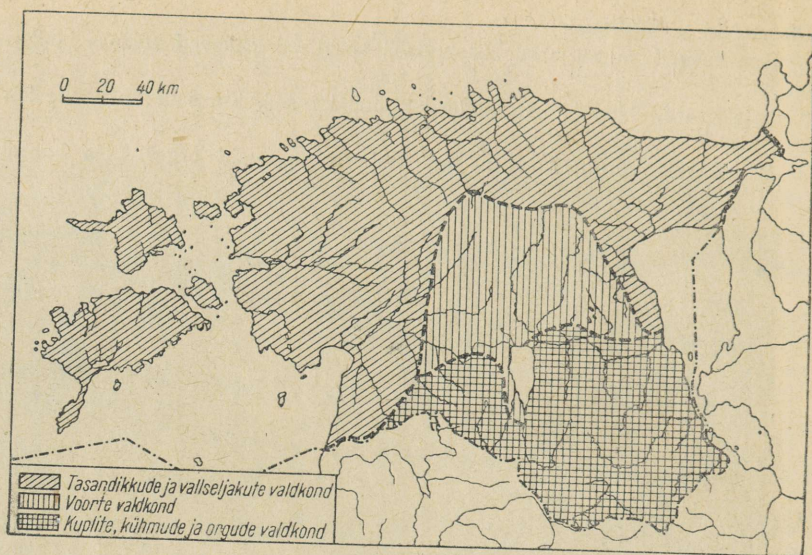 0 20 40 km
Tasandikkude ja vallseljakute valdkond
Voorte valdkond
Kuplite, kühmude ja orgude valdkond